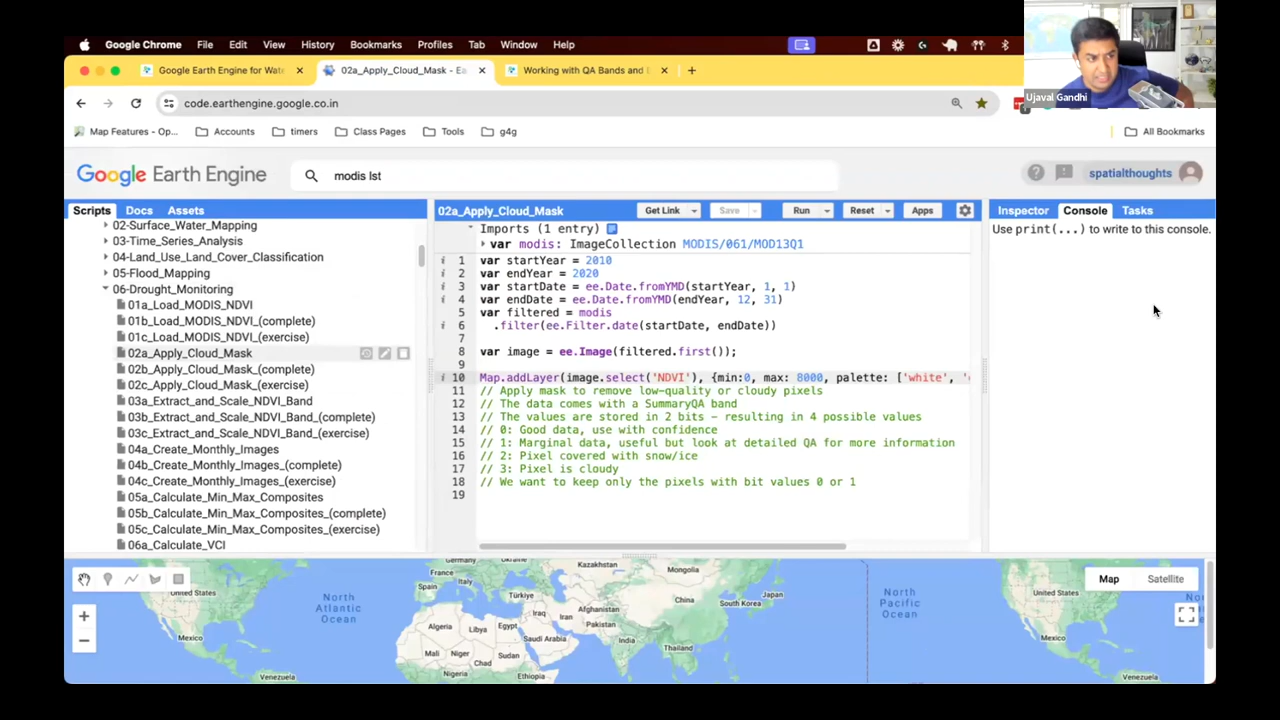 Ujaval Gandhi
Google Chrome File Edit View History Bookmarks Profiles Tab Window Help
Google Earth Engine for Wate
02a_Apply_Cloud_Mask - Ea
Working with QA Bands and B
code.earthengine.google.co.in
Map Features - Op... Accounts timers Class Pages Tools g4g All Bookmarks
Google Earth Engine
modis lst
spatialthoughts
Scripts Docs Assets
02-Surface_Water_Mapping
03-Time_Series_Analysis
04-Land_Use_Land_Cover_Classification
05-Flood_Mapping
06-Drought_Monitoring
01a_Load_MODIS_NDVI
01b_Load_MODIS_NDVI_(complete)
01c_Load_MODIS_NDVI_(exercise)
02a_Apply_Cloud_Mask
02b_Apply_Cloud_Mask_(complete)
02c_Apply_Cloud_Mask_(exercise)
03a_Extract_and_Scale_NDVI_Band
03b_Extract_and_Scale_NDVI_Band_(complete)
03c_Extract_and_Scale_NDVI_Band_(exercise)
04a_Create_Monthly_Images
04b_Create_Monthly_Images_(complete)
04c_Create_Monthly_Images_(exercise)
05a_Calculate_Min_Max_Composites
05b_Calculate_Min_Max_Composites_(complete)
05c_Calculate_Min_Max_Composites_(exercise)
06a_Calculate_VCI
02a_Apply_Cloud_Mask Get Link Save Run Reset Apps
Imports (1 entry)
var modis: ImageCollection MODIS/061/MOD13Q1
1 var startYear = 2010
2 var endYear = 2020
3 var startDate = ee.Date.fromYMD(startYear, 1, 1)
4 var endDate = ee.Date.fromYMD(endYear, 12, 31)
5 var filtered = modis
6 .filter(ee.Filter.date(startDate, endDate))
7
8 var image = ee.Image(filtered.first());
9
10 Map.addLayer(image.select('NDVI'), {min:0, max: 8000, palette: ['white', '
11 // Apply mask to remove low-quality or cloudy pixels
12 // The data comes with a SummaryQA band
13 // The values are stored in 2 bits – resulting in 4 possible values
14 // 0: Good data, use with confidence
15 // 1: Marginal data, useful but look at detailed QA for more information
16 // 2: Pixel covered with snow/ice
17 // 3: Pixel is cloudy
18 // We want to keep only the pixels with bit values 0 or 1
19
Inspector Console Tasks
Use print(...) to write to this console.
Map Satellite
United States
North Atlantic Ocean
Mexico
Venezuela
Germany
France
Spain
Italy
Türkiye
Kazakhstan
Mongolia
China
Japan
South Korea
Iraq
Iran
Afghanistan
Pakistan
Algeria
Libya
Egypt
Saudi Arabia
India
Thailand
Mali
Niger
Chad
Sudan
Nigeria
Ethiopia
North Pacific Ocean
United States
Mexico
Venezuela